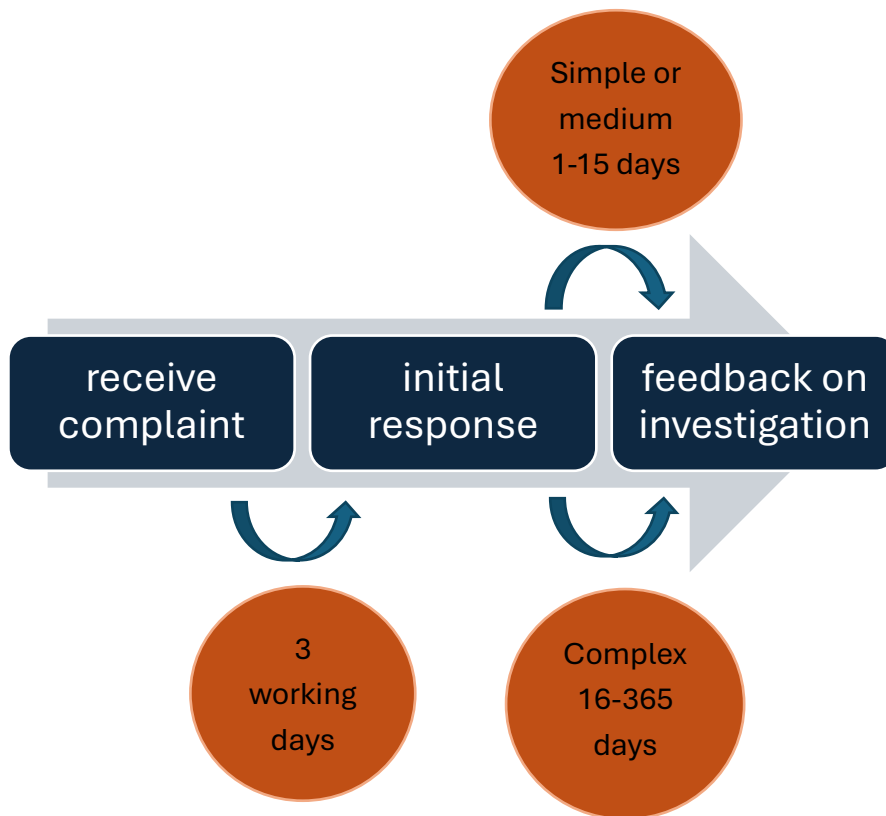 Simple or
medium
1-15 days
receive
complaint
initial
response
feedback on
investigation
3
working
days
Complex
16-365
days